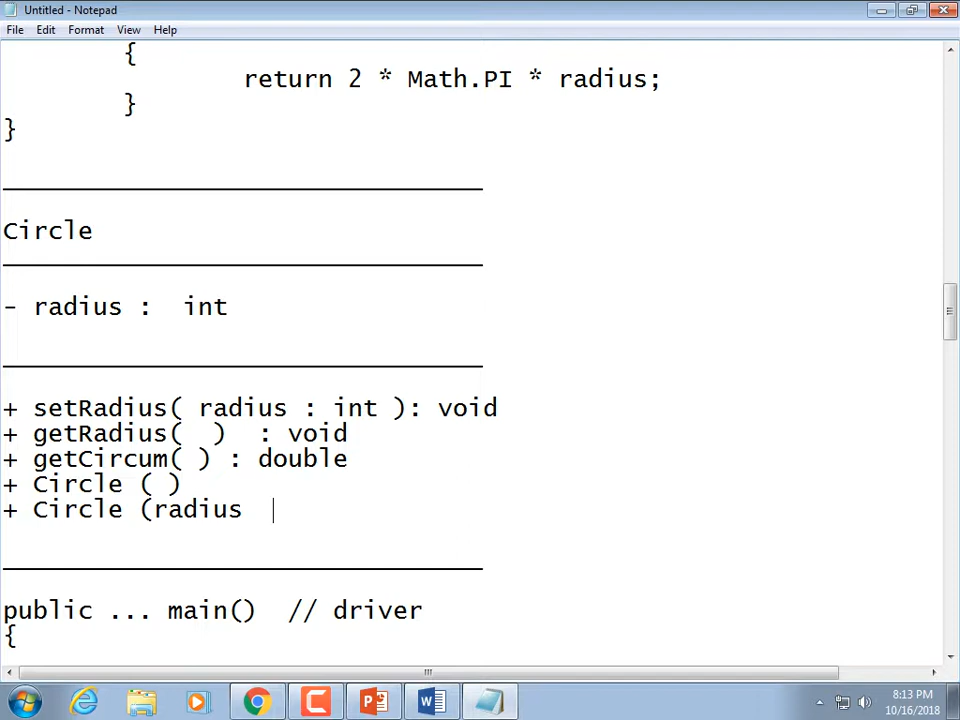 Untitled - Notepad
File Edit Format View Help
{
return 2 * Math.PI * radius;
}
}
Circle
- radius : int
+ setRadius( radius : int ): void
+ getRadius( ) : void
+ getCircum( ) : double
+ Circle ( )
+ Circle (radius
public ... main() // driver
{
8:13 PM
10/16/2018